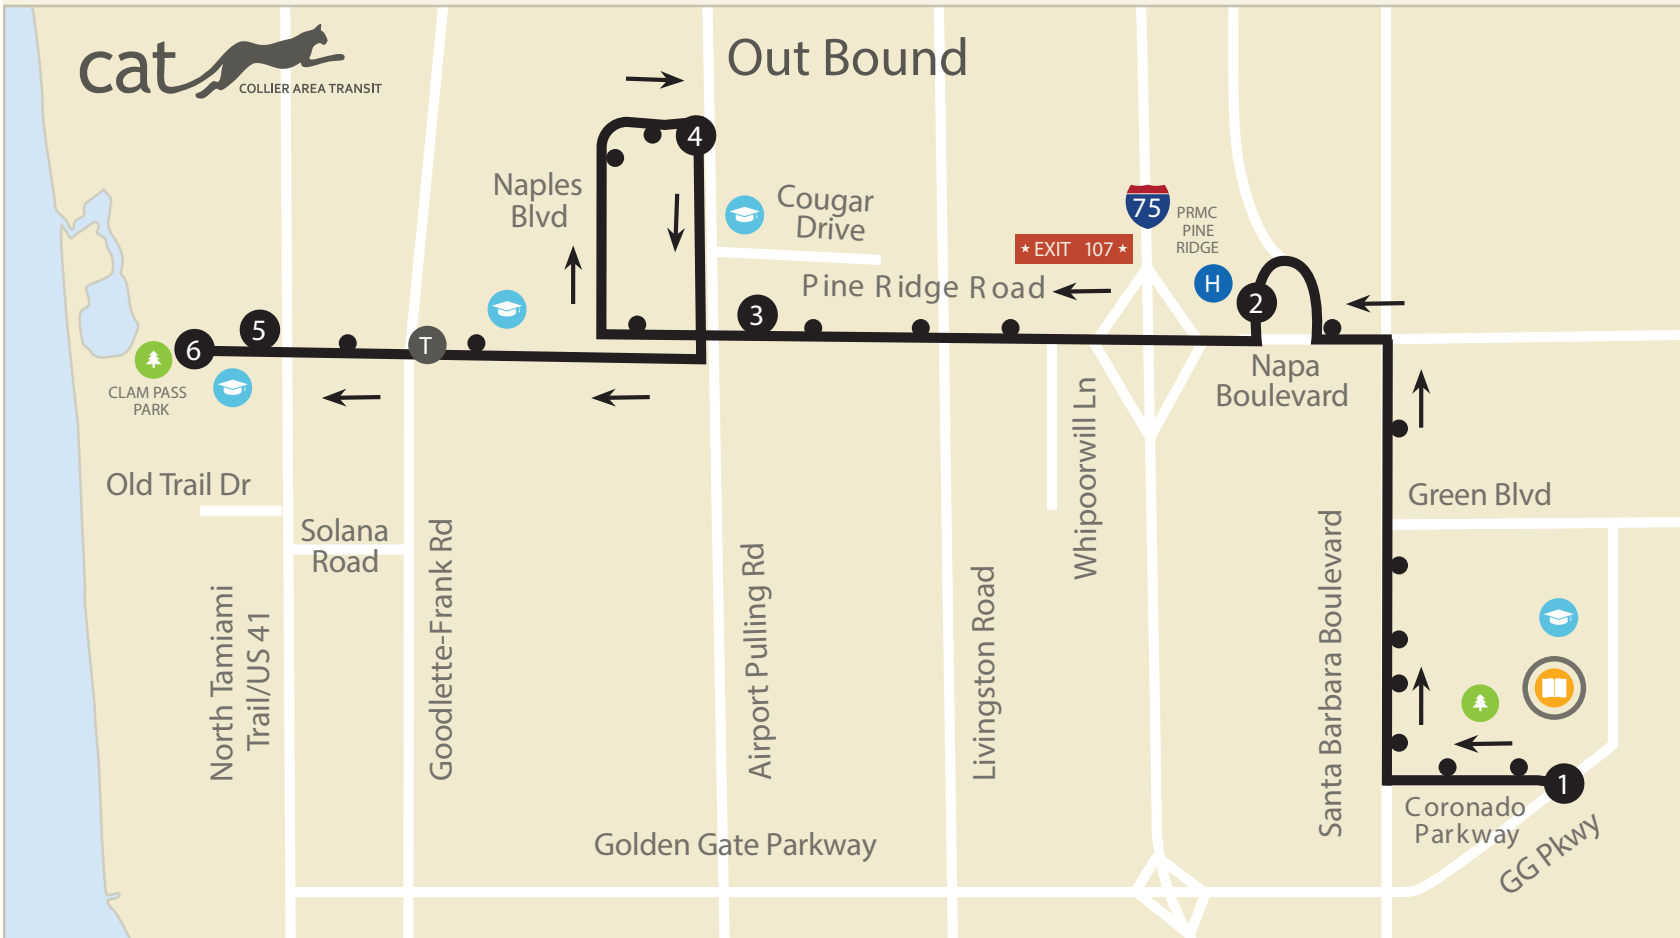 cat
COLLIER AREA TRANSIT
Out Bound
4
Naples
Blvd
Cougar
Drive
75
PRMC
PINE
RIDGE
EXIT 107
H
Pine Ridge Road
2
3
5
6
T
CLAM PASS
PARK
Napa
Boulevard
Old Trail Dr
Solana
Road
Green Blvd
North Tamiami
Trail/US 41
Goodlette-Frank Rd
Airport Pulling Rd
Livingston Road
Whipoorwill Ln
Santa Barbara Boulevard
1
Coronado
Parkway
GG Pkwy
Golden Gate Parkway